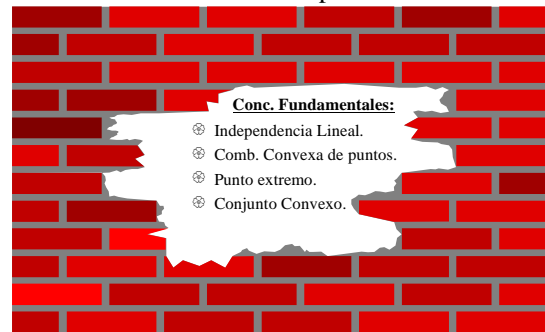 Conc. Fundamentales:
Independencia Lineal.
Comb. Convexa de puntos.
Punto extremo.
Conjunto Convexo.